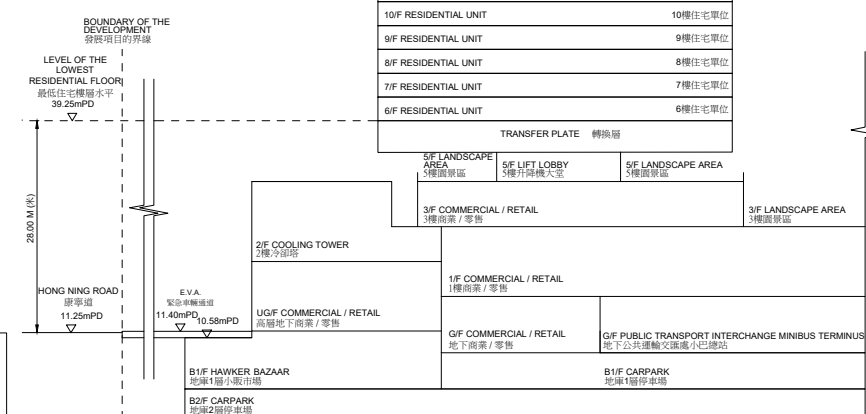 10/F RESIDENTIAL UNIT 10樓住宅單位
BOUNDARY OF THE
DEVELOPMENT
發展項目的界線
9/F RESIDENTIAL UNIT 9樓住宅單位
LEVEL OF THE
LOWEST
RESIDENTIAL FLOOR
最低住宅樓層水平
39.25mPD
8/F RESIDENTIAL UNIT 8樓住宅單位
7/F RESIDENTIAL UNIT 7樓住宅單位
6/F RESIDENTIAL UNIT 6樓住宅單位
TRANSFER PLATE 轉換層
5/F LANDSCAPE
AREA
5樓園景區
5/F LIFT LOBBY
5樓升降機大堂
5/F LANDSCAPE AREA
5樓園景區
3/F COMMERCIAL / RETAIL
3樓商業 / 零售
3/F LANDSCAPE AREA
3樓園景區
28.00 M (米)
2/F COOLING TOWER
2樓冷卻塔
1/F COMMERCIAL / RETAIL
1樓商業 / 零售
HONG NING ROAD
康寧道
11.25mPD
E.V.A.
緊急車輛通道
11.40mPD
10.58mPD
UG/F COMMERCIAL / RETAIL
高層地下商業 / 零售
G/F COMMERCIAL / RETAIL
地下商業 / 零售
G/F PUBLIC TRANSPORT INTERCHANGE MINIBUS TERMINUS
地下公共運輸交匯處小巴總站
B1/F HAWKER BAZAAR
地庫1層小販市場
B1/F CARPARK
地庫1層停車場
B2/F CARPARK
地庫2層停車場